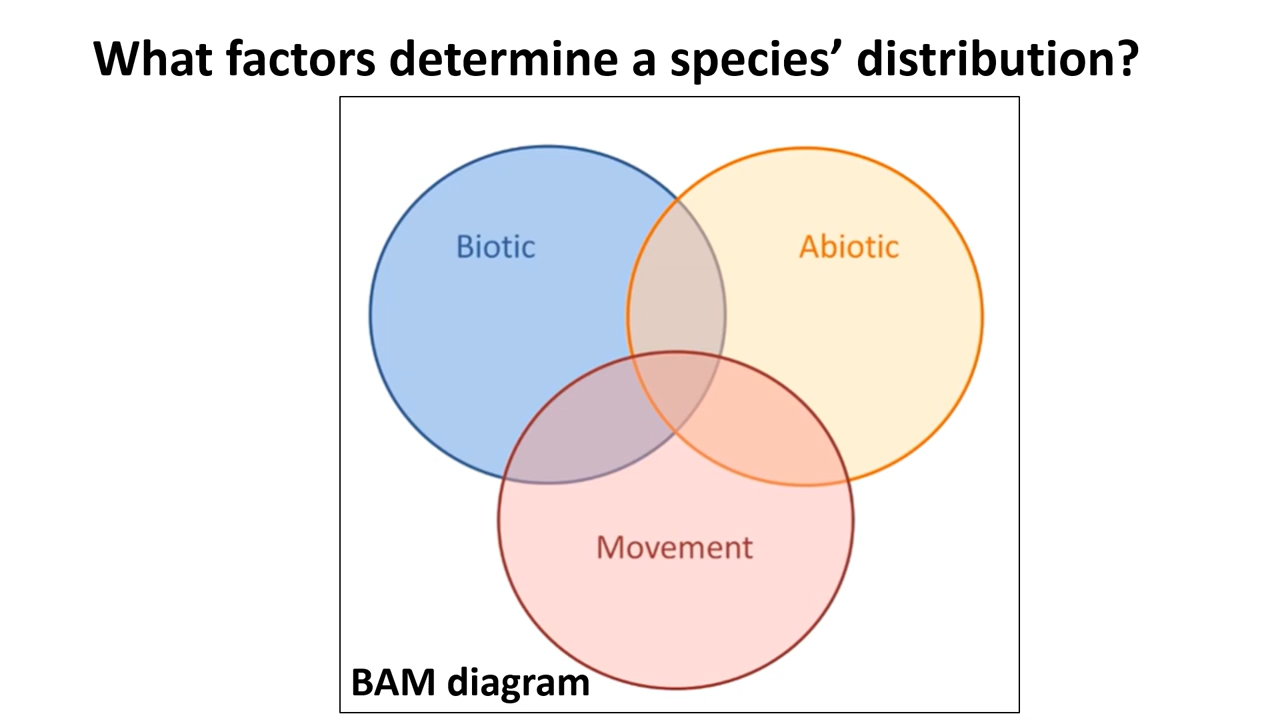 What factors determine a species’ distribution?
Biotic
Abiotic
Movement
BAM diagram